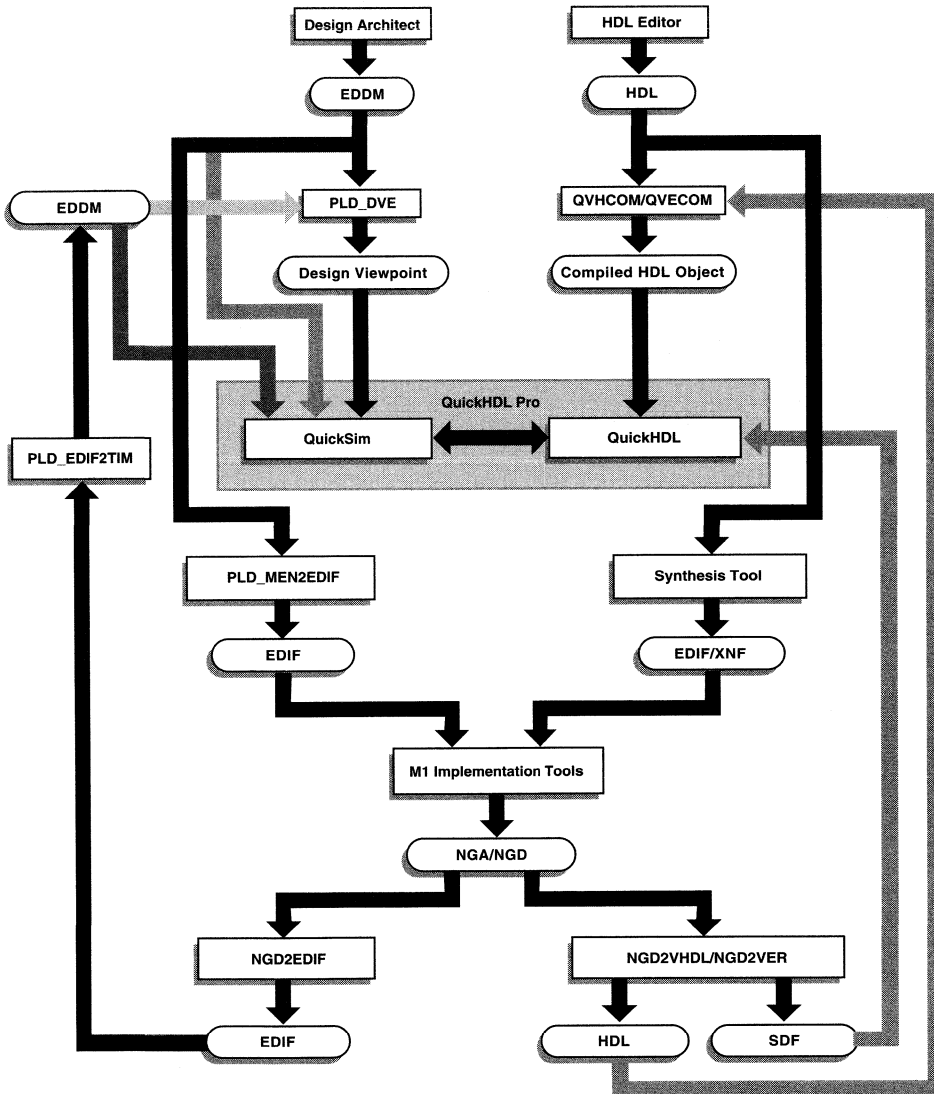 Design Architect
HDL Editor
EDDM
HDL
EDDM
PLD_DVE
QVHCOM/QVECOM
Design Viewpoint
Compiled HDL Object
QuickHDL Pro
QuickSim
QuickHDL
PLD_EDIF2TIM
PLD_MEN2EDIF
Synthesis Tool
EDIF
EDIF/XNF
M1 Implementation Tools
NGA/NGD
NGD2EDIF
NGD2VHDL/NGD2VER
EDIF
HDL
SDF